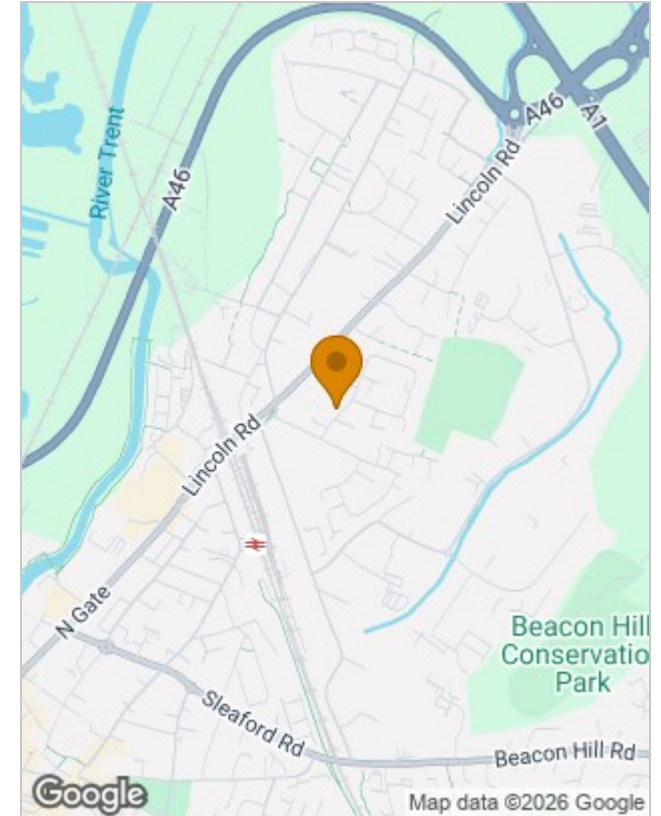 A46
A1
Lincoln Rd
River Trent
A46
Lincoln Rd
N Gate
Beacon Hill
Conservatio
Park
Sleaford Rd
Beacon Hill Rd
Google
Map data ©2026 Google